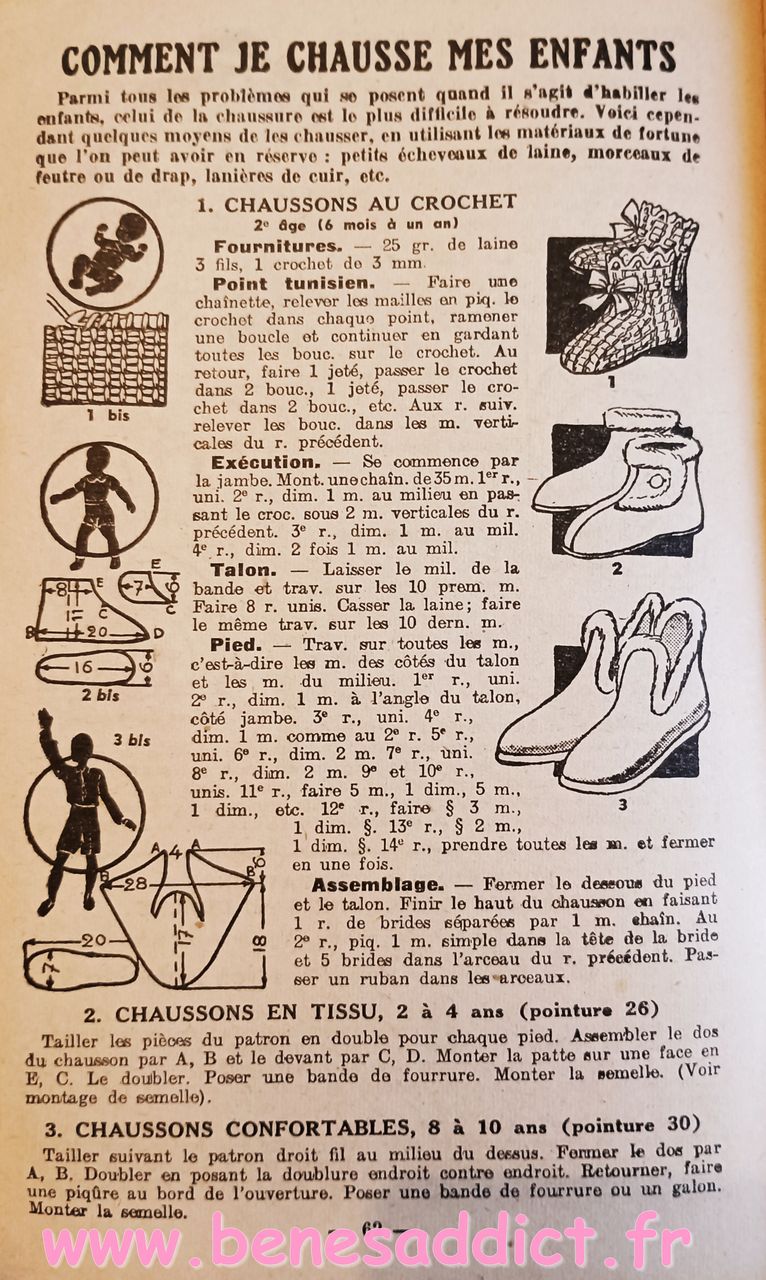 COMMENT JE CHAUSSE MES ENFANTS
Parmi tous les problèmes qui se posent quand il s'agit d'habiller les
enfants, celui de la chaussure est le plus difficile à résoudre. Voici cepen-
dant quelques moyens de les chausser, en utilisant les matériaux de fortune
que l'on peut avoir en réserve : petits écheveaux de laine, morceaux de
feutre ou de drap, lanières de cuir, etc.
1. CHAUSSONS AU CROCHET
2e âge (6 mois à un an)
Fournitures. — 25 gr. de laine
3 fils, 1 crochet de 3 mm.
Point tunisien. — Faire une
chaînette, relever les mailles en piq. le
crochet dans chaque point, ramener
une boucle et continuer en gardant
toutes les bouc. sur le crochet. Au
retour, faire 1 jeté, passer le crochet
dans 2 bouc., 1 jeté, passer le cro-
chet dans 2 bouc., etc. Aux r. suiv.
relever les bouc. dans les m. verti-
cales du r. précédent.
Exécution. — Se commence par
la jambe. Mont. une chaîn. de 35 m. 1er r.,
uni. 2e r., dim. 1 m. au milieu en pas-
sant le croc. sous 2 m. verticales du r.
précédent. 3e r., dim. 1 m. au mil.
4e r., dim. 2 fois 1 m. au mil.
Talon. — Laisser le mil. de la
bande et trav. sur les 10 prem. m.
Faire 8 r. unis. Casser la laine; faire
le même trav. sur les 10 dern. m.
Pied. — Trav. sur toutes les m.,
c'est-à-dire les m. des côtés du talon
et les m. du milieu. 1er r., uni.
2e r., dim. 1 m. à l'angle du talon,
côté jambe. 3e r., uni. 4e r.,
dim. 1 m. comme au 2e r. 5e r.,
uni. 6e r., dim. 2 m. 7e r., uni.
8e r., dim. 2 m. 9e et 10e r.,
unis. 11e r., faire 5 m., 1 dim., 5 m.,
1 dim., etc. 12e r., faire § 3 m.,
1 dim. §. 13e r., § 2 m.,
1 dim. §. 14e r., prendre toutes les m. et fermer
en une fois.
Assemblage. — Fermer le dessous du pied
et le talon. Finir le haut du chausson en faisant
1 r. de brides séparées par 1 m. chaîn. Au
2e r., piq. 1 m. simple dans la tête de la bride
et 5 brides dans l'arceau du r. précédent. Pas-
ser un ruban dans les arceaux.
1 bis
8
E
E
7
6
C
C
11
B
20
D
16
6
2 bis
3 bis
A
4
A
6
B
28
B
17
18
20
7
1
2
3
2. CHAUSSONS EN TISSU, 2 à 4 ans (pointure 26)
Tailler les pièces du patron en double pour chaque pied. Assembler le dos
du chausson par A, B et le devant par C, D. Monter la patte sur une face en
E, C. Le doubler. Poser une bande de fourrure. Monter la semelle. (Voir
montage de semelle).
3. CHAUSSONS CONFORTABLES, 8 à 10 ans (pointure 30)
Tailler suivant le patron droit fil au milieu du dessus. Fermer le dos par
A, B. Doubler en posant la doublure endroit contre endroit. Retourner, faire
une piqûre au bord de l'ouverture. Poser une bande de fourrure ou un galon.
Monter la semelle.
www.benesaddict.fr